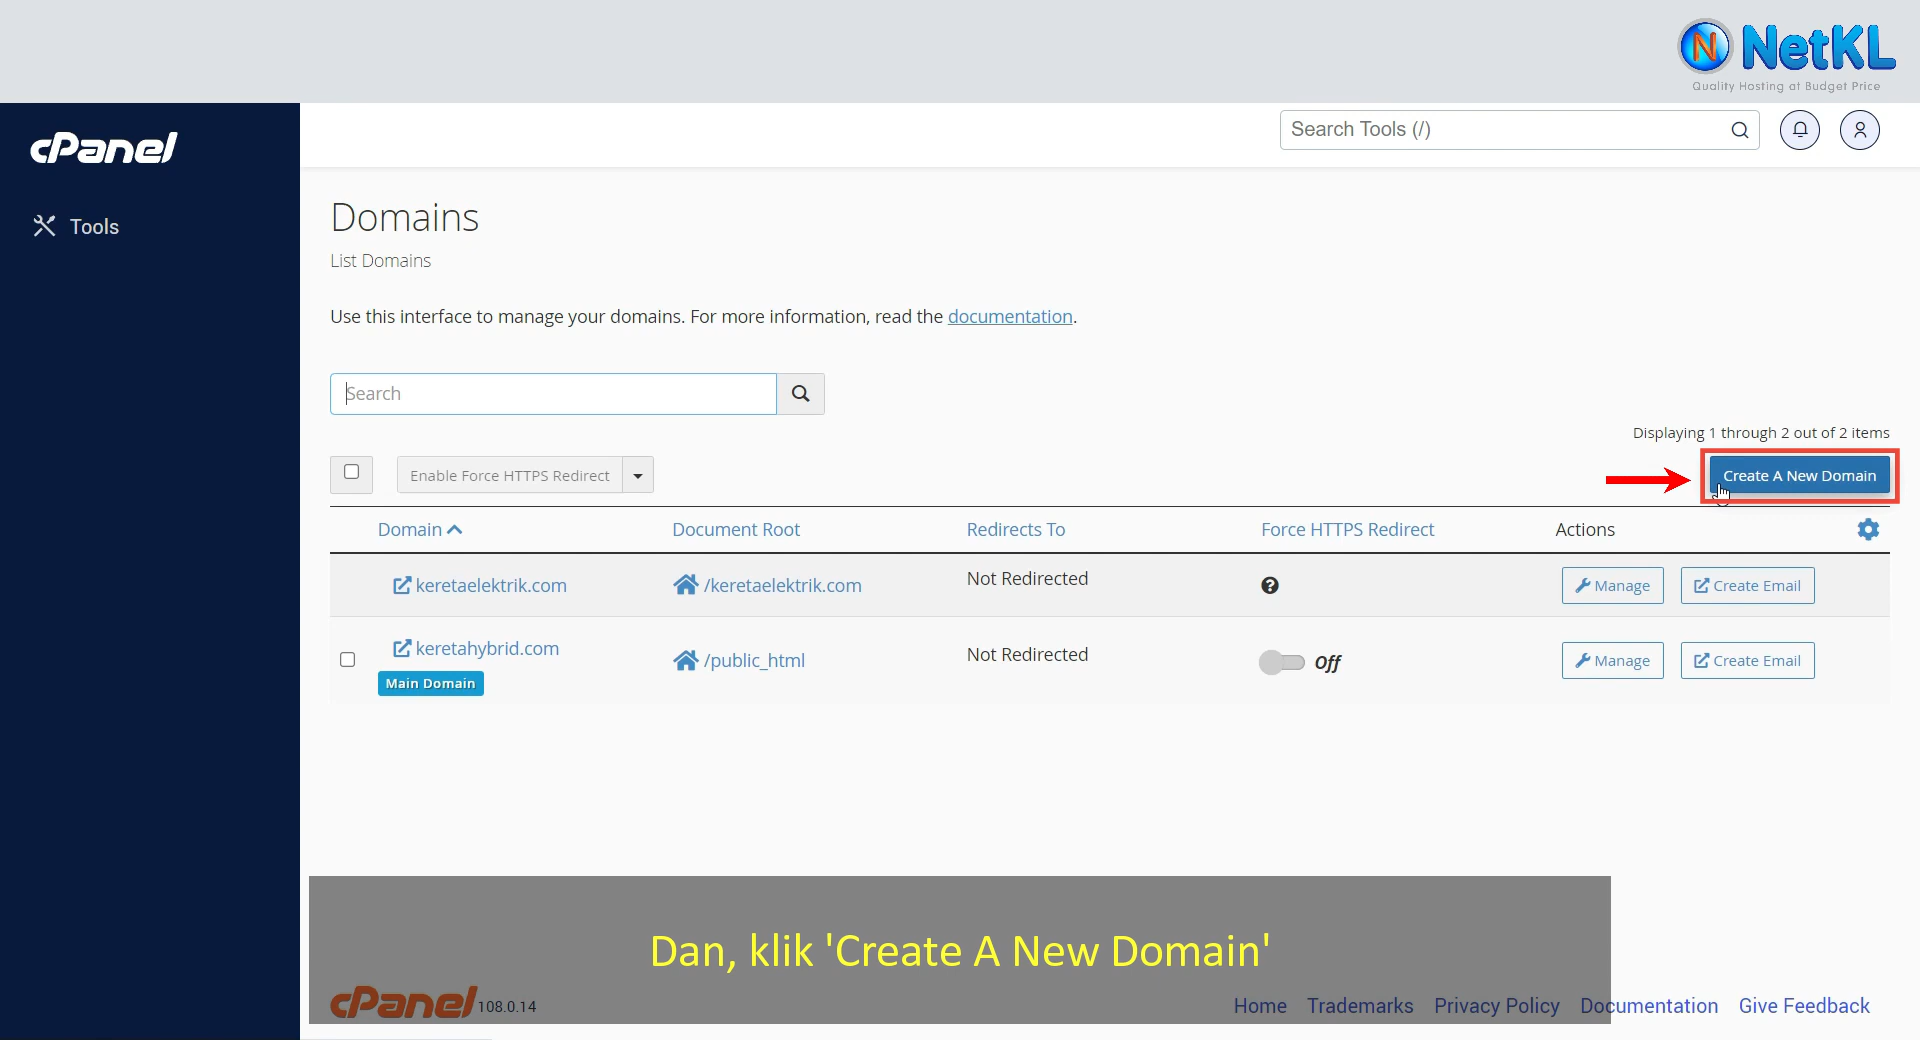 N NetKL
Quality Hosting at Budget Price
cPanel
Search Tools (/)
Tools
Domains
List Domains
Use this interface to manage your domains. For more information, read the documentation.
Search
Displaying 1 through 2 out of 2 items
Enable Force HTTPS Redirect
Create A New Domain
Domain Document Root Redirects To Force HTTPS Redirect Actions
keretaelektrik.com /keretaelektrik.com Not Redirected ? Manage Create Email
keretahybrid.com /public_html Not Redirected Off Manage Create Email
Main Domain
Dan, klik 'Create A New Domain'
cPanel 108.0.14 Home Trademarks Privacy Policy Documentation Give Feedback